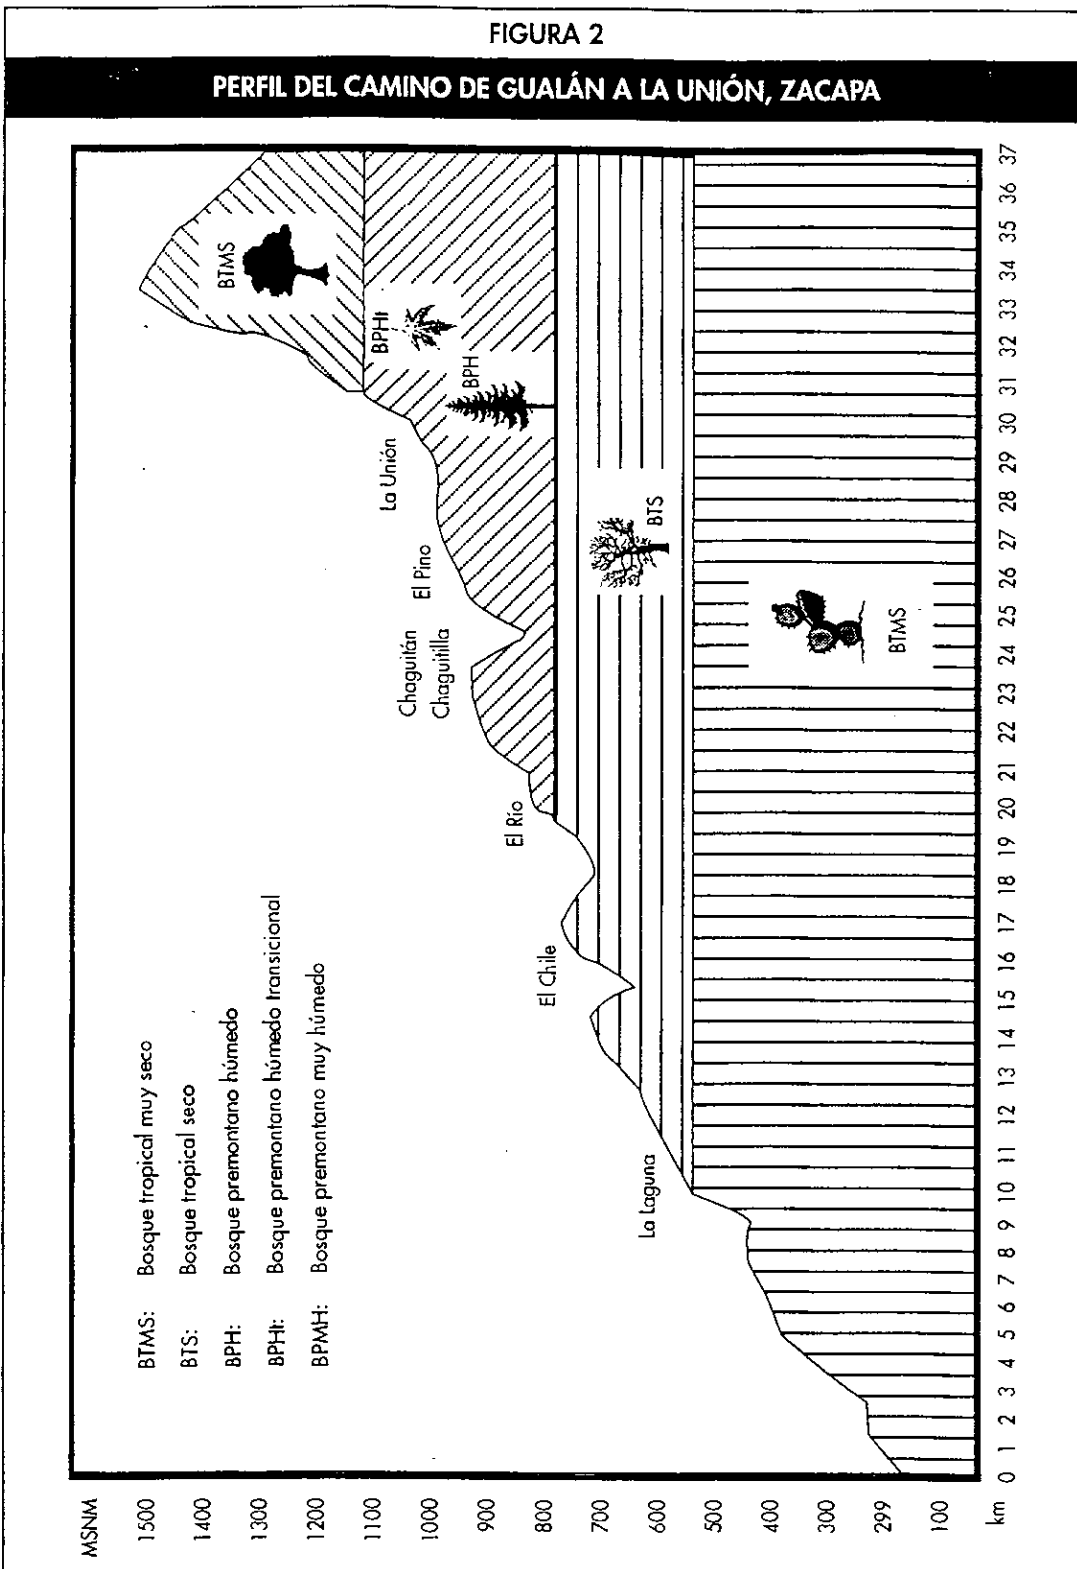 FIGURA 2
PERFIL DEL CAMINO DE GUALÁN A LA UNIÓN, ZACAPA
BTMS: Bosque tropical muy seco
BTS: Bosque tropical seco
BPH: Bosque premontano húmedo
BPHt: Bosque premontano húmedo transicional
BPMH: Bosque premontano muy húmedo
MSNM
1500
1400
1300
1200
1100
1000
900
800
700
600
500
400
300
299
100
km
0 1 2 3 4 5 6 7 8 9 10 11 12 13 14 15 16 17 18 19 20 21 22 23 24 25 26 27 28 29 30 31 32 33 34 35 36 37
La Laguna
El Chile
El Río
Chaguitán
Chaguitilla
El Pino
La Unión
BTMS
BPHt
BPH
BTS
BTMS